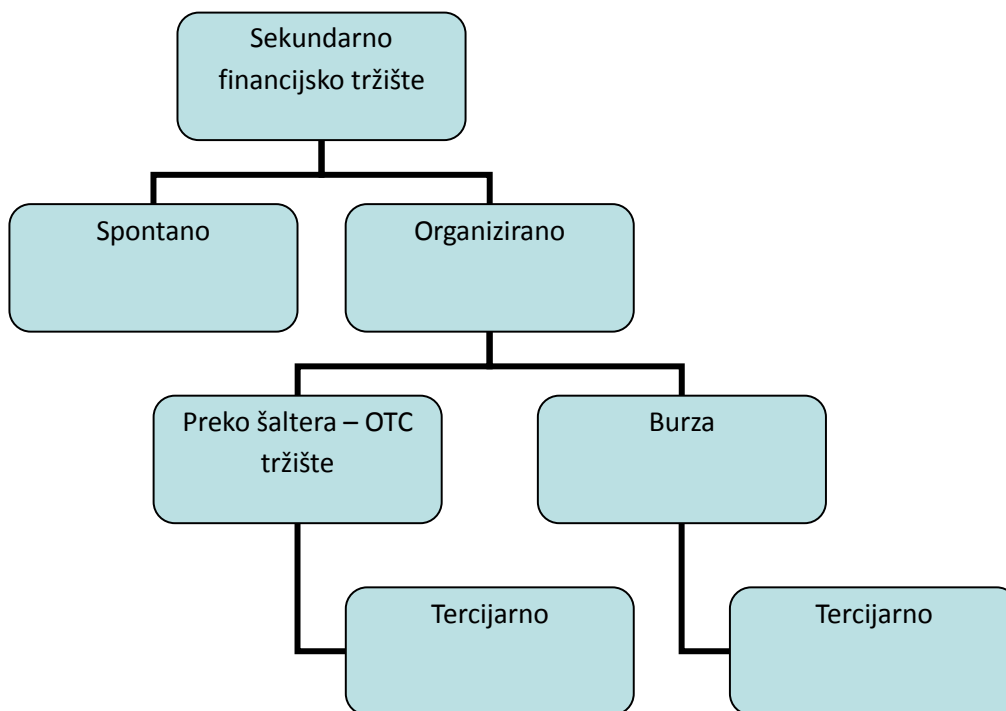 Sekundarno
financijsko tržište
Spontano
Organizirano
Preko šaltera – OTC
tržište
Burza
Tercijarno
Tercijarno